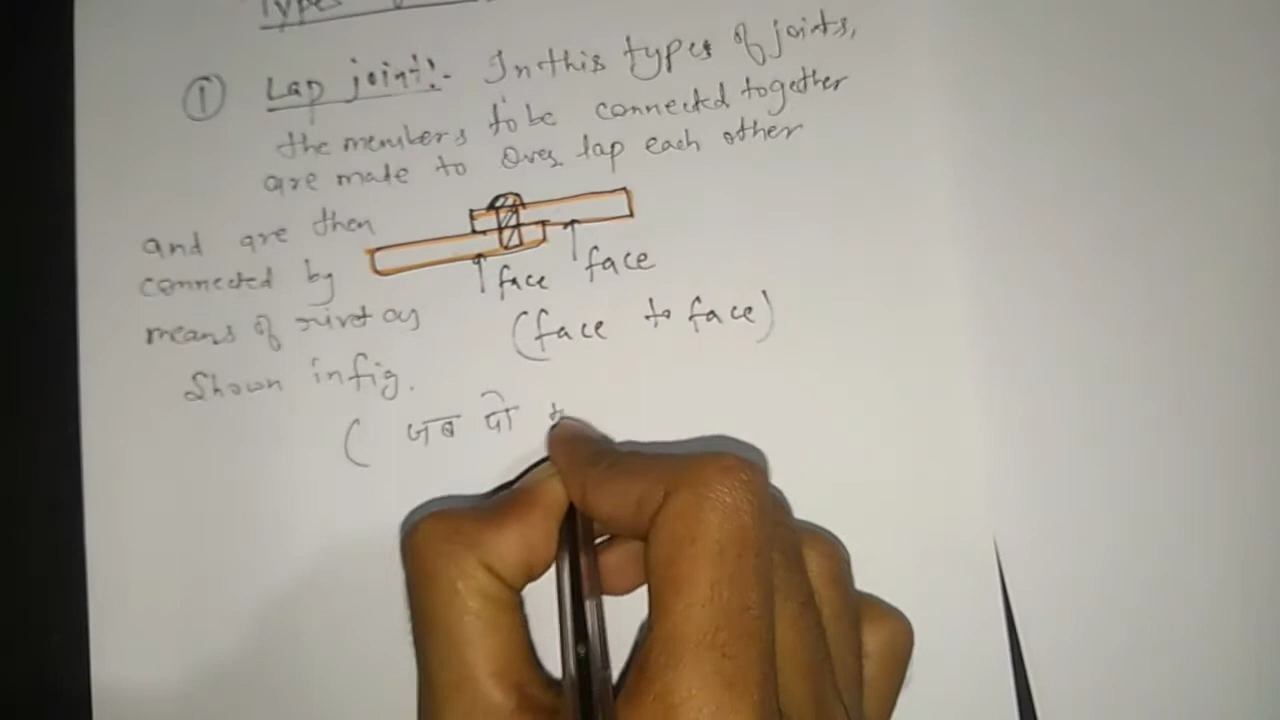 Types
① Lap joint:- In this types of joints,
the members to be connected together
are made to Over lap each other
and are then
connected by
means of rivet as
Shown in fig.
face face
(face to face)
( जब दो